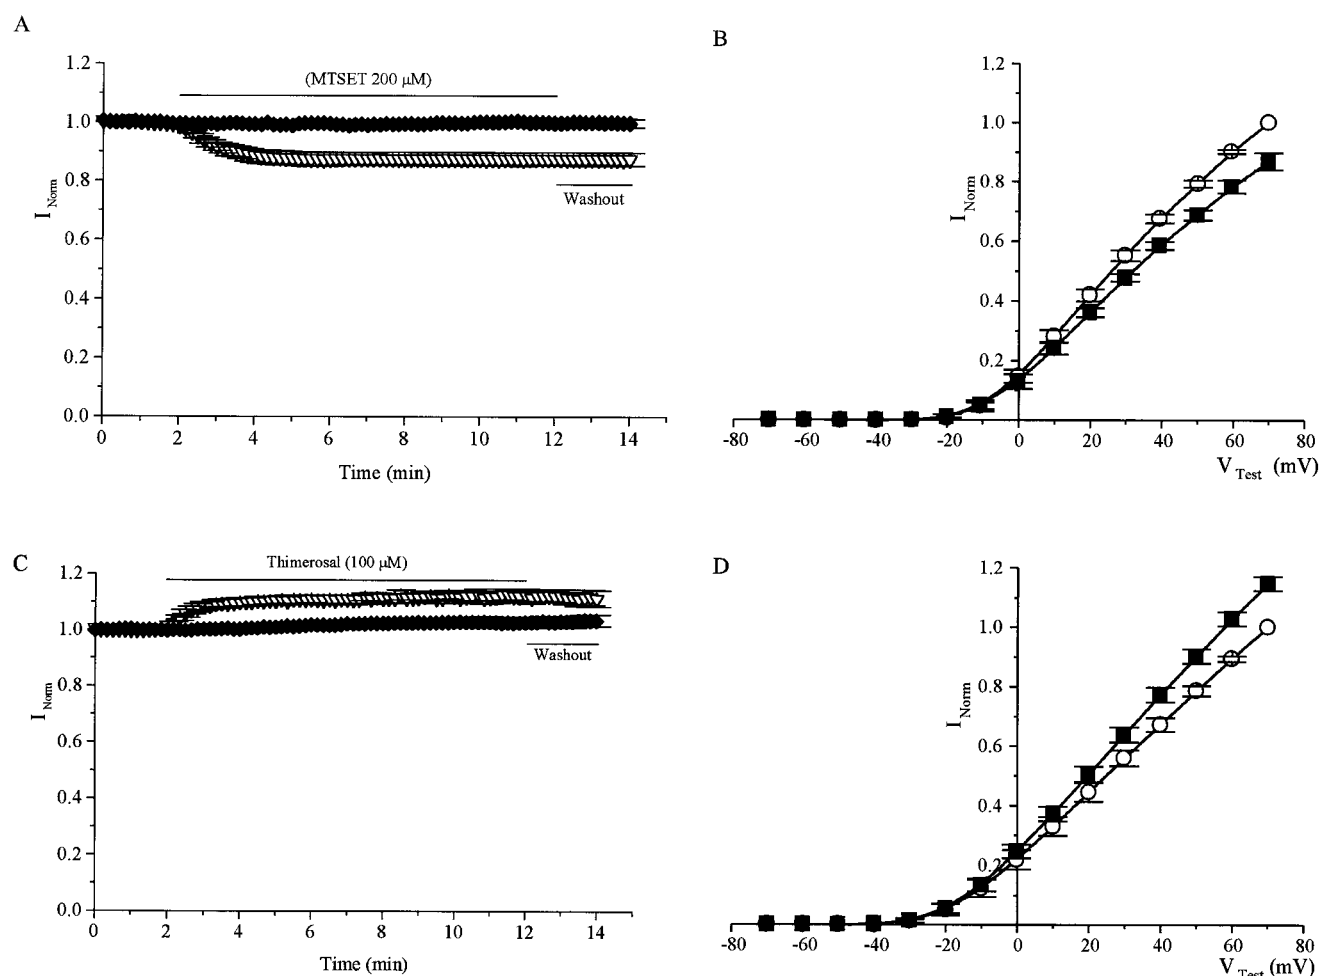 A
1.2
1.0
0.8
0.6
0.4
0.2
0.0
I Norm
(MTSET 200 µM)
Washout
0 2 4 6 8 10 12 14
Time (min)
B
1.2
1.0
0.8
0.6
0.4
0.2
I Norm
-80 -60 -40 -20 0 20 40 60 80
V Test (mV)
C
1.2
1.0
0.8
0.6
0.4
0.2
0.0
I Norm
Thimerosal (100 µM)
Washout
0 2 4 6 8 10 12 14
Time (min)
D
1.2
1.0
0.8
0.6
0.4
0.2
I Norm
-80 -60 -40 -20 0 20 40 60 80
V Test (mV)